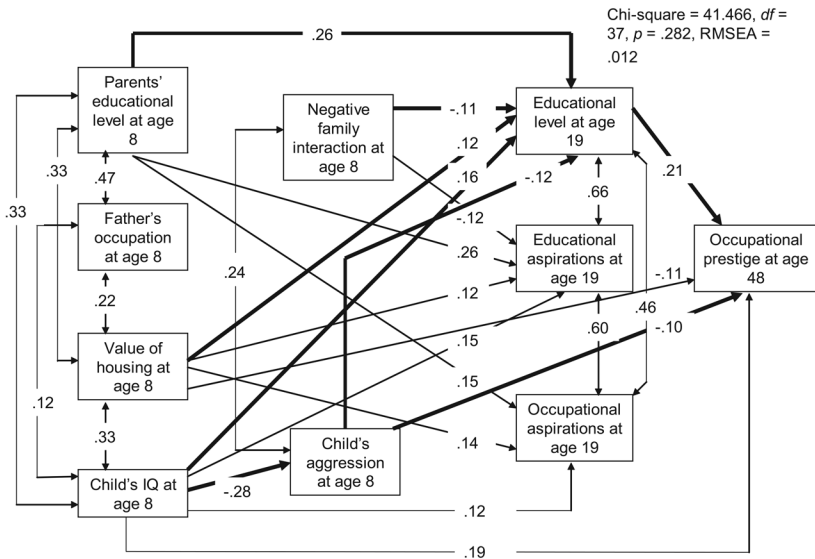 Chi-square = 41.466, df =
37, p = .282, RMSEA =
.012
.26
Parents'
educational
level at age
8
Negative
family
interaction at
age 8
Educational
level at age
19
-.11
.12
.16
-.12
.21
.33
.33
.47
.66
Father's
occupation
at age 8
-.12
.26
Educational
aspirations at
age 19
Occupational
prestige at age
48
.24
-.11
.22
.12
.46
.60
-.10
Value of
housing at
age 8
.15
.15
.12
.33
.14
Occupational
aspirations at
age 19
Child's
aggression
at age 8
Child's IQ at
age 8
-.28
.12
.19